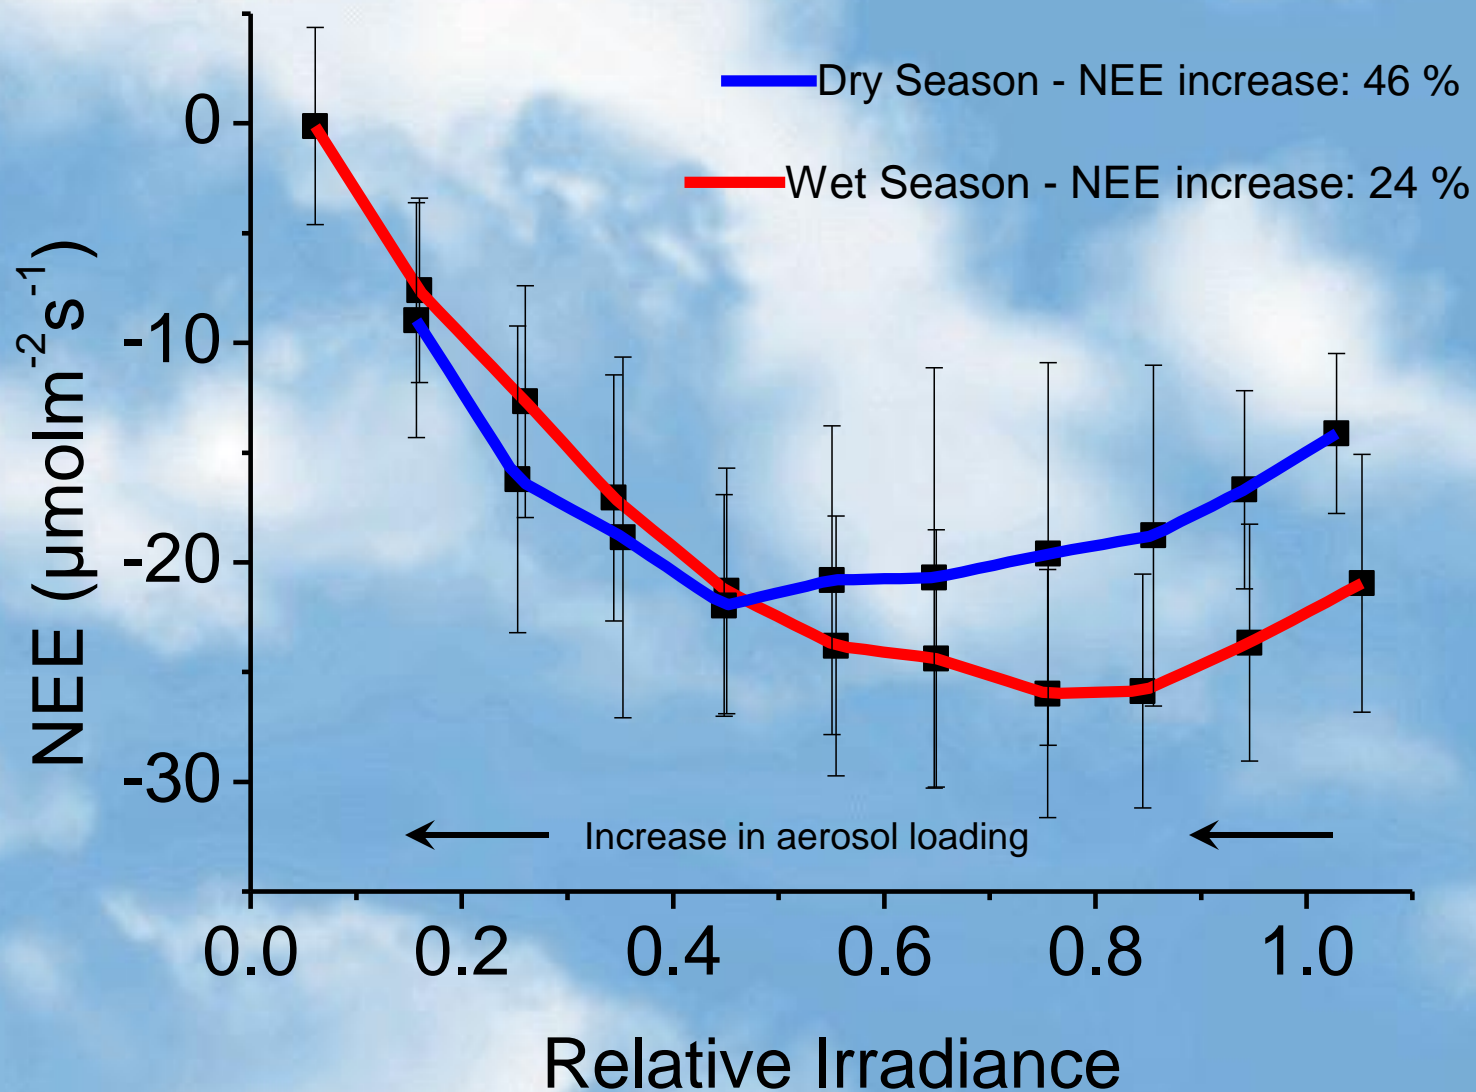 Dry Season - NEE increase: 46 %
Wet Season - NEE increase: 24 %
NEE (µmolm⁻²s⁻¹)
0
-10
-20
-30
Increase in aerosol loading
0.0 0.2 0.4 0.6 0.8 1.0
Relative Irradiance